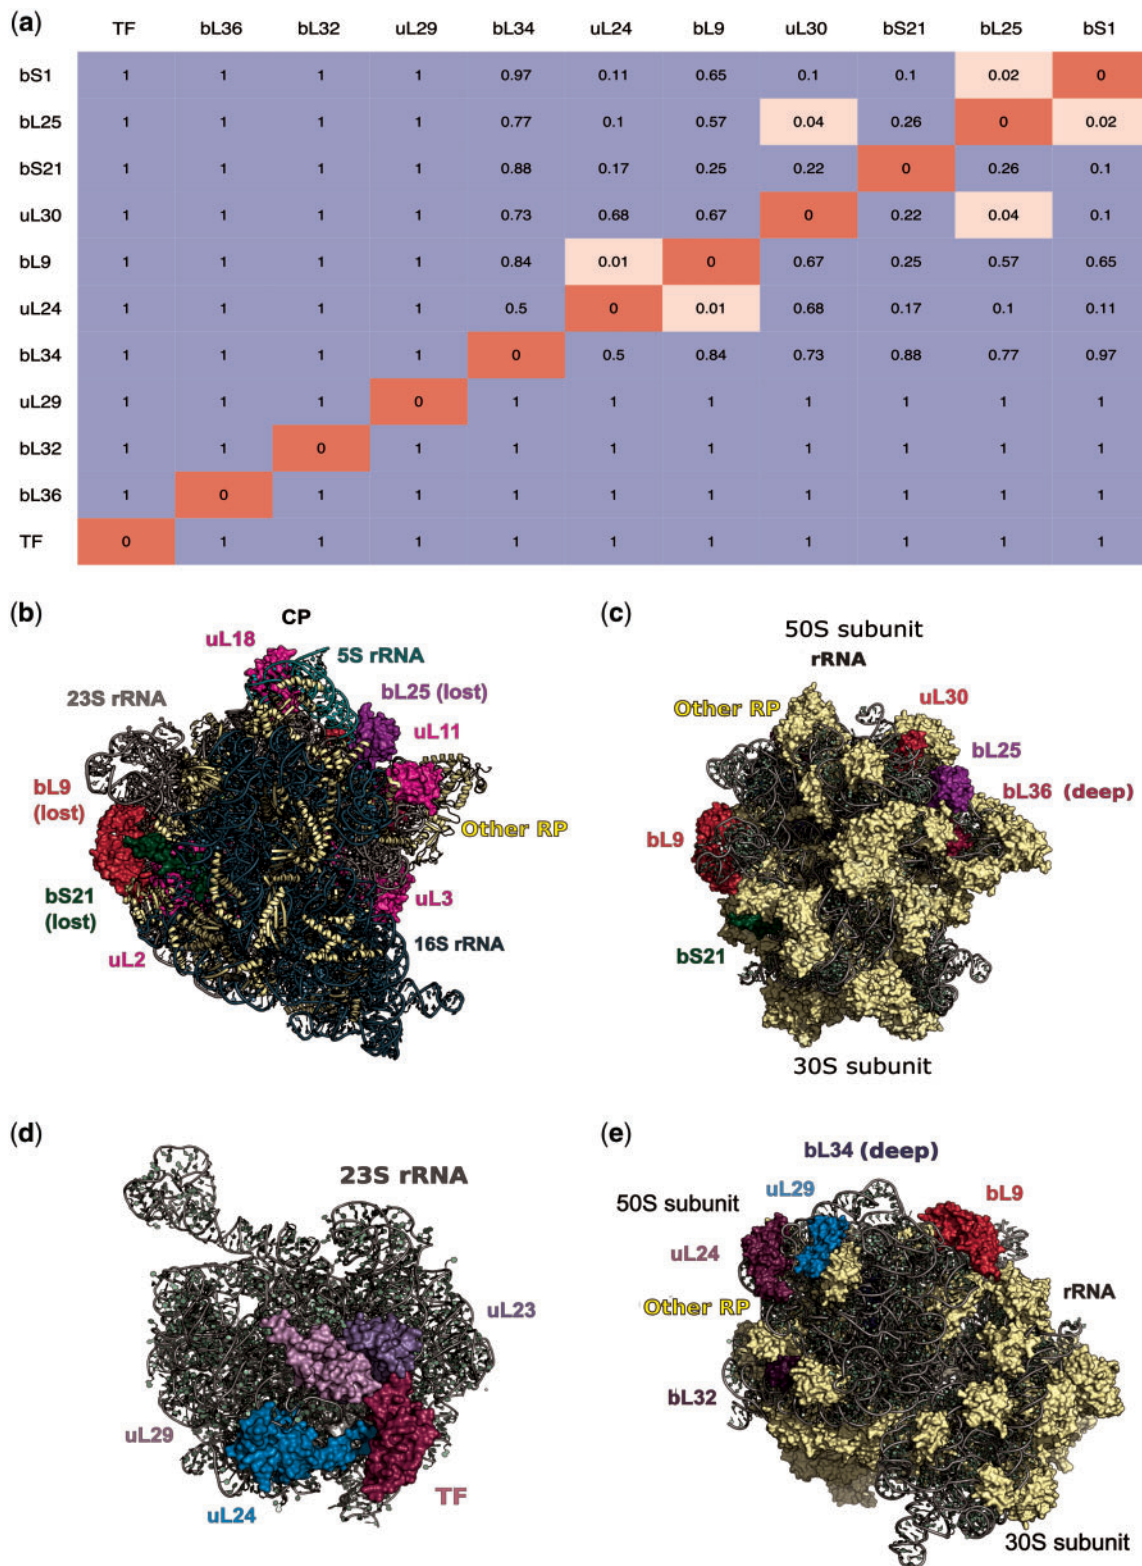 (a)
TF bL36 bL32 uL29 bL34 uL24 bL9 uL30 bS21 bL25 bS1
bS1 1 1 1 1 0.97 0.11 0.65 0.1 0.1 0.02 0
bL25 1 1 1 1 0.77 0.1 0.57 0.04 0.26 0 0.02
bS21 1 1 1 1 0.88 0.17 0.25 0.22 0 0.26 0.1
uL30 1 1 1 1 0.73 0.68 0.67 0 0.22 0.04 0.1
bL9 1 1 1 1 0.84 0.01 0 0.67 0.25 0.57 0.65
uL24 1 1 1 1 0.5 0 0.01 0.68 0.17 0.1 0.11
bL34 1 1 1 1 0 0.5 0.84 0.73 0.88 0.77 0.97
uL29 1 1 1 0 1 1 1 1 1 1 1
bL32 1 1 0 1 1 1 1 1 1 1 1
bL36 1 0 1 1 1 1 1 1 1 1 1
TF 0 1 1 1 1 1 1 1 1 1 1
(b)
CP
uL18
5S rRNA
23S rRNA
bL25 (lost)
uL11
bL9
(lost)
Other RP
bS21
(lost)
uL3
uL2
16S rRNA
(c)
50S subunit
rRNA
Other RP
uL30
bL25
bL36 (deep)
bL9
bS21
30S subunit
(d)
23S rRNA
uL23
uL29
uL24
TF
(e)
bL34 (deep)
uL29
bL9
50S subunit
uL24
Other RP
rRNA
bL32
30S subunit